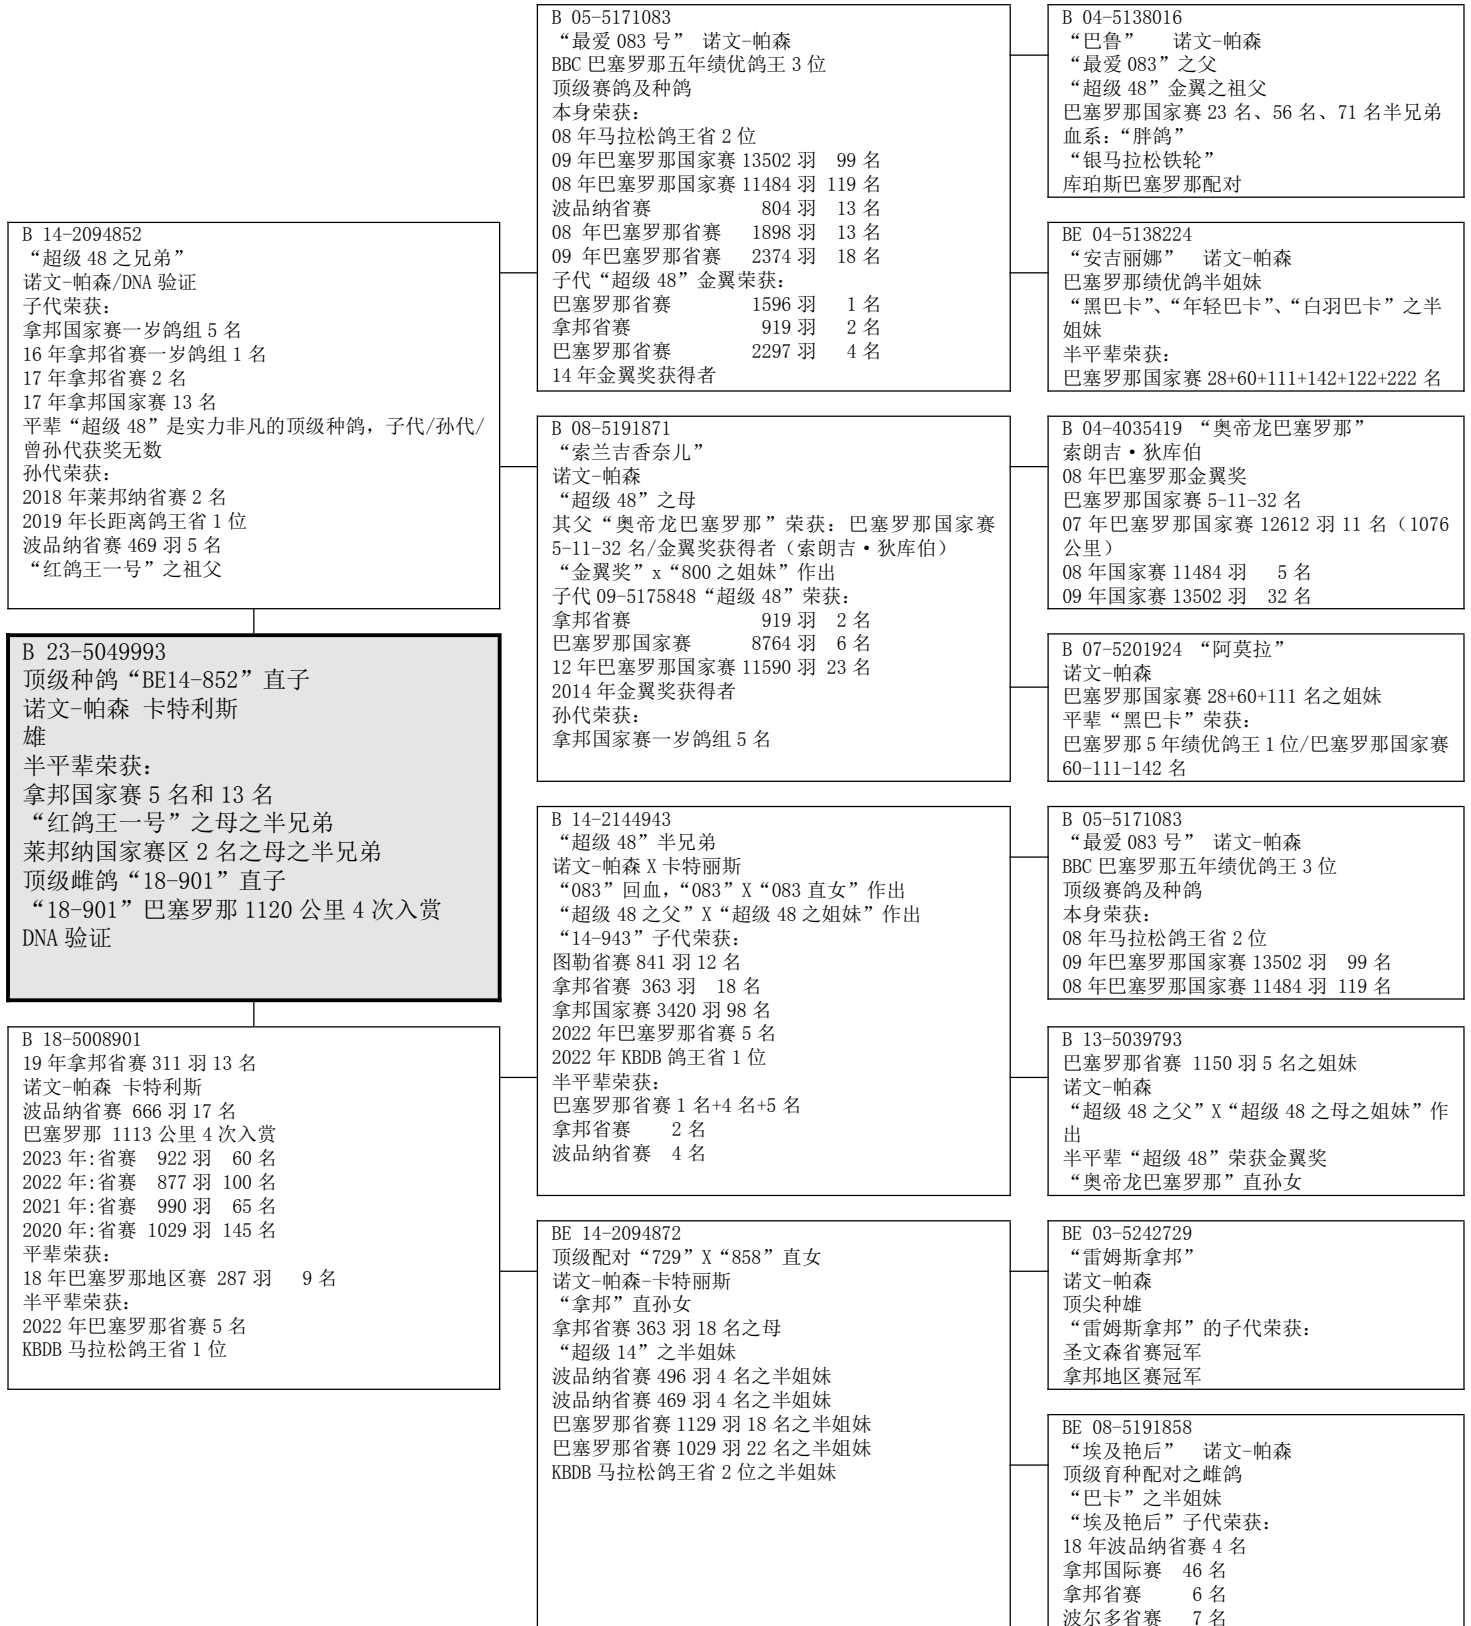 B 14-2094852
“超级 48 之兄弟”
诺文-帕森/DNA 验证
子代荣获:
拿邦国家赛一岁鸽组 5 名
16 年拿邦省赛一岁鸽组 1 名
17 年拿邦省赛 2 名
17 年拿邦国家赛 13 名
平辈“超级 48”是实力非凡的顶级种鸽，子代/孙代/
曾孙代获奖无数
孙代荣获:
2018 年莱邦纳省赛 2 名
2019 年长距离鸽王省 1 位
波品纳省赛 469 羽 5 名
“红鸽王一号”之祖父
B 23-5049993
顶级种鸽“BE14-852”直子
诺文-帕森 卡特利斯
雄
半平辈荣获:
拿邦国家赛 5 名和 13 名
“红鸽王一号”之母之半兄弟
莱邦纳国家赛区 2 名之母之半兄弟
顶级雌鸽“18-901”直子
“18-901”巴塞罗那 1120 公里 4 次入赏
DNA 验证
B 18-5008901
19 年拿邦省赛 311 羽 13 名
诺文-帕森 卡特利斯
波品纳省赛 666 羽 17 名
巴塞罗那 1113 公里 4 次入赏
2023 年:省赛 922 羽 60 名
2022 年:省赛 877 羽 100 名
2021 年:省赛 990 羽 65 名
2020 年:省赛 1029 羽 145 名
平辈荣获:
18 年巴塞罗那地区赛 287 羽 9 名
半平辈荣获:
2022 年巴塞罗那省赛 5 名
KBDB 马拉松鸽王省 1 位
B 05-5171083
“最爱 083 号” 诺文-帕森
BBC 巴塞罗那五年绩优鸽王 3 位
顶级赛鸽及种鸽
本身荣获:
08 年马拉松鸽王省 2 位
09 年巴塞罗那国家赛 13502 羽 99 名
08 年巴塞罗那国家赛 11484 羽 119 名
波品纳省赛 804 羽 13 名
08 年巴塞罗那省赛 1898 羽 13 名
09 年巴塞罗那省赛 2374 羽 18 名
子代“超级 48”金翼荣获:
巴塞罗那省赛 1596 羽 1 名
拿邦省赛 919 羽 2 名
巴塞罗那省赛 2297 羽 4 名
14 年金翼奖获得者
B 08-5191871
“索兰吉香奈儿”
诺文-帕森
“超级 48”之母
其父“奥帝龙巴塞罗那”荣获: 巴塞罗那国家赛
5-11-32 名/金翼奖获得者（索朗吉·狄库伯）
“金翼奖”x“800 之姐妹”作出
子代 09-5175848“超级 48”荣获:
拿邦省赛 919 羽 2 名
巴塞罗那国家赛 8764 羽 6 名
12 年巴塞罗那国家赛 11590 羽 23 名
2014 年金翼奖获得者
孙代荣获:
拿邦国家赛一岁鸽组 5 名
B 14-2144943
“超级 48”半兄弟
诺文-帕森 X 卡特丽斯
“083”回血，“083”X“083 直女”作出
“超级 48 之父”X“超级 48 之姐妹”作出
“14-943”子代荣获:
图勒省赛 841 羽 12 名
拿邦省赛 363 羽 18 名
拿邦国家赛 3420 羽 98 名
2022 年巴塞罗那省赛 5 名
2022 年 KBDB 鸽王省 1 位
半平辈荣获:
巴塞罗那省赛 1 名+4 名+5 名
拿邦省赛 2 名
波品纳省赛 4 名
BE 14-2094872
顶级配对“729”X“858”直女
诺文-帕森-卡特丽斯
“拿邦”直孙女
拿邦省赛 363 羽 18 名之母
“超级 14”之半姐妹
波品纳省赛 496 羽 4 名之半姐妹
波品纳省赛 469 羽 4 名之半姐妹
巴塞罗那省赛 1129 羽 18 名之半姐妹
巴塞罗那省赛 1029 羽 22 名之半姐妹
KBDB 马拉松鸽王省 2 位之半姐妹
B 04-5138016
“巴鲁” 诺文-帕森
“最爱 083”之父
“超级 48”金翼之祖父
巴塞罗那国家赛 23 名、56 名、71 名半兄弟
血系: “胖鸽”
“银马拉松铁轮”
库珀斯巴塞罗那配对
BE 04-5138224
“安吉丽娜” 诺文-帕森
巴塞罗那绩优鸽半姐妹
“黑巴卡”、“年轻巴卡”、“白羽巴卡”之半
姐妹
半平辈荣获:
巴塞罗那国家赛 28+60+111+142+122+222 名
B 04-4035419 “奥帝龙巴塞罗那”
索朗吉·狄库伯
08 年巴塞罗那金翼奖
巴塞罗那国家赛 5-11-32 名
07 年巴塞罗那国家赛 12612 羽 11 名（1076
公里）
08 年国家赛 11484 羽 5 名
09 年国家赛 13502 羽 32 名
B 07-5201924 “阿莫拉”
诺文-帕森
巴塞罗那国家赛 28+60+111 名之姐妹
平辈“黑巴卡”荣获:
巴塞罗那 5 年绩优鸽王 1 位/巴塞罗那国家赛
60-111-142 名
B 05-5171083
“最爱 083 号” 诺文-帕森
BBC 巴塞罗那五年绩优鸽王 3 位
顶级赛鸽及种鸽
本身荣获:
08 年马拉松鸽王省 2 位
09 年巴塞罗那国家赛 13502 羽 99 名
08 年巴塞罗那国家赛 11484 羽 119 名
B 13-5039793
巴塞罗那省赛 1150 羽 5 名之姐妹
诺文-帕森
“超级 48 之父”X“超级 48 之母之姐妹”作
出
半平辈“超级 48”荣获金翼奖
“奥帝龙巴塞罗那”直孙女
BE 03-5242729
“雷姆斯拿邦”
诺文-帕森
顶尖种雄
“雷姆斯拿邦”的子代荣获:
圣文森省赛冠军
拿邦地区赛冠军
BE 08-5191858
“埃及艳后” 诺文-帕森
顶级育种配对之雌鸽
“巴卡”之半姐妹
“埃及艳后”子代荣获:
18 年波品纳省赛 4 名
拿邦国际赛 46 名
拿邦省赛 6 名
波尔多省赛 7 名